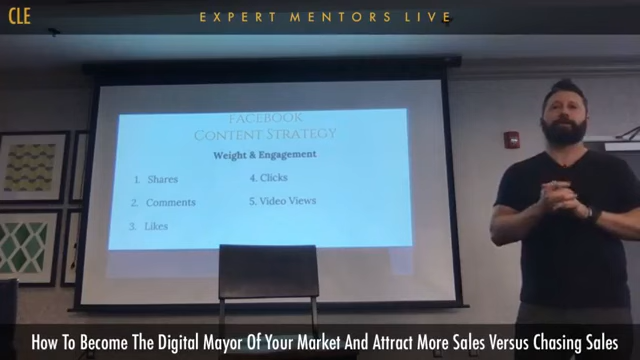 CLE
EXPERT MENTORS LIVE
FACEBOOK
CONTENT STRATEGY
Weight & Engagement
1. Shares
2. Comments
3. Likes
4. Clicks
5. Video Views
How To Become The Digital Mayor Of Your Market And Attract More Sales Versus Chasing Sales